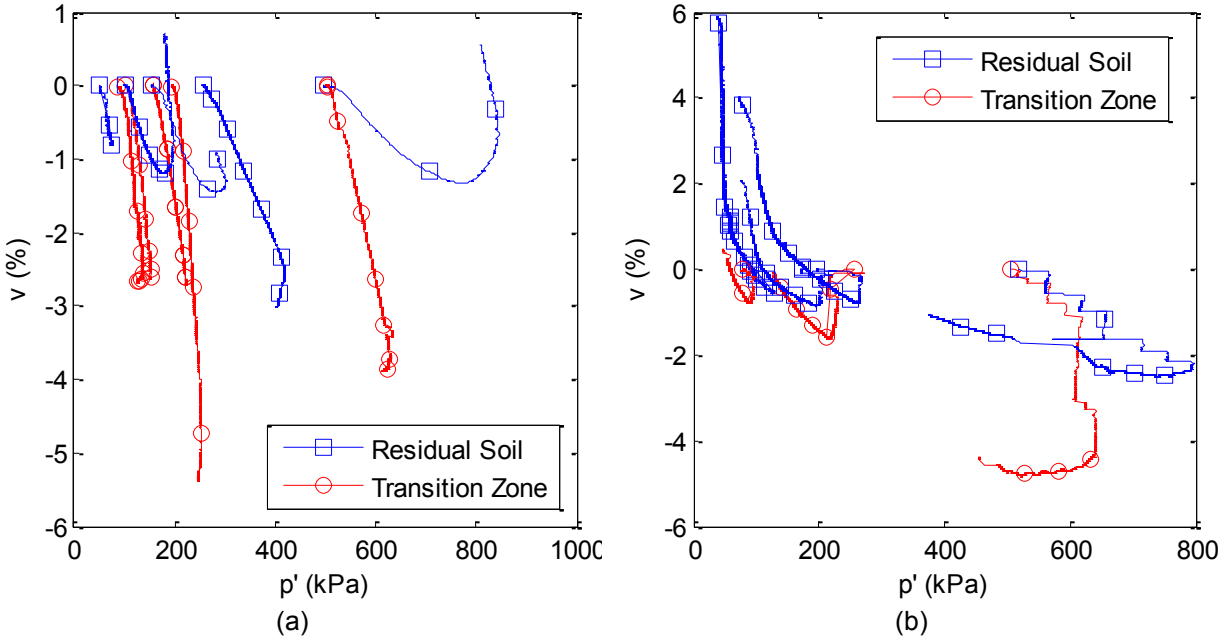 1
0
-1
-2
-3
-4
-5
-6
v (%)
0 200 400 600 800 1000
p' (kPa)
Residual Soil
Transition Zone
(a)
6
4
2
0
-2
-4
-6
v (%)
0 200 400 600 800
p' (kPa)
Residual Soil
Transition Zone
(b)